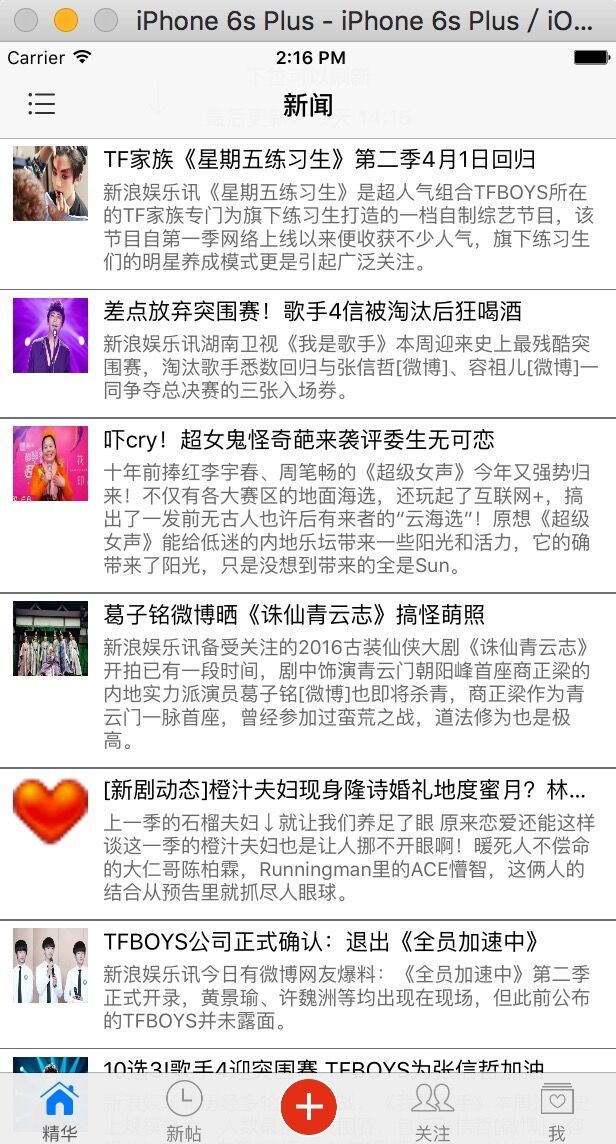 iPhone 6s Plus - iPhone 6s Plus / iO...
Carrier
2:16 PM
下拉可以刷新
新闻
TF家族《星期五练习生》第二季4月1日回归
新浪娱乐讯《星期五练习生》是超人气组合TFBOYS所在
的TF家族专门为旗下练习生打造的一档自制综艺节目，该
节目自第一季网络上线以来便收获不少人气，旗下练习生
们的明星养成模式更是引起广泛关注。
差点放弃突围赛！歌手4信被淘汰后狂喝酒
新浪娱乐讯湖南卫视《我是歌手》本周迎来史上最残酷突
围赛，淘汰歌手悉数回归与张信哲[微博]、容祖儿[微博]一
同争夺总决赛的三张入场券。
吓cry！超女鬼怪奇葩来袭评委生无可恋
十年前捧红李宇春、周笔畅的《超级女声》今年又强势归
来！不仅有各大赛区的地面海选，还玩起了互联网+，搞
出了一发前无古人也许后有来者的“云海选”！原想《超级
女声》能给低迷的内地乐坛带来一些阳光和活力，它的确
带来了阳光，只是没想到带来的全是Sun。
葛子铭微博晒《诛仙青云志》搞怪萌照
新浪娱乐讯备受关注的2016古装仙侠大剧《诛仙青云志》
开拍已有一段时间，剧中饰演青云门朝阳峰首座商正梁的
内地实力派演员葛子铭[微博]也即将杀青，商正梁作为青
云门一脉首座，曾经参加过蛮荒之战，道法修为也是极
高。
[新剧动态]橙汁夫妇现身隆诗婚礼地度蜜月？林...
上一季的石榴夫妇↓就让我们养足了眼 原来恋爱还能这样
谈这一季的橙汁夫妇也是让人挪不开眼啊！暖死人不偿命
的大仁哥陈柏霖，Runningman里的ACE懵智，这俩人的
结合从预告里就抓尽人眼球。
TFBOYS公司正式确认：退出《全员加速中》
新浪娱乐讯今日有微博网友爆料：《全员加速中》第二季
正式开录，黄景瑜、许魏洲等均出现在现场，但此前公布
的TFBOYS并未露面。
10选3!歌手4迎突围赛 TFBOYS为张信哲加油
精华
新帖
关注
我